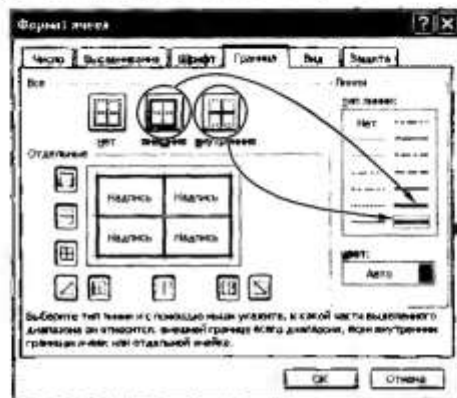 Формат ячеек
Число Выравнивание Шрифт Граница Вид Защита
Все
Линии
тип линии:
Нет
нет внешние внутренние
Отдельные
Надпись Надпись
Надпись Надпись
цвет:
Авто
Выберите тип линии и с помощью мыши укажите, к какой части выделенного
диапазона он относится: внешней границе всего диапазона, всем внутренним
границам ячеек или отдельной ячейке.
ОК Отмена